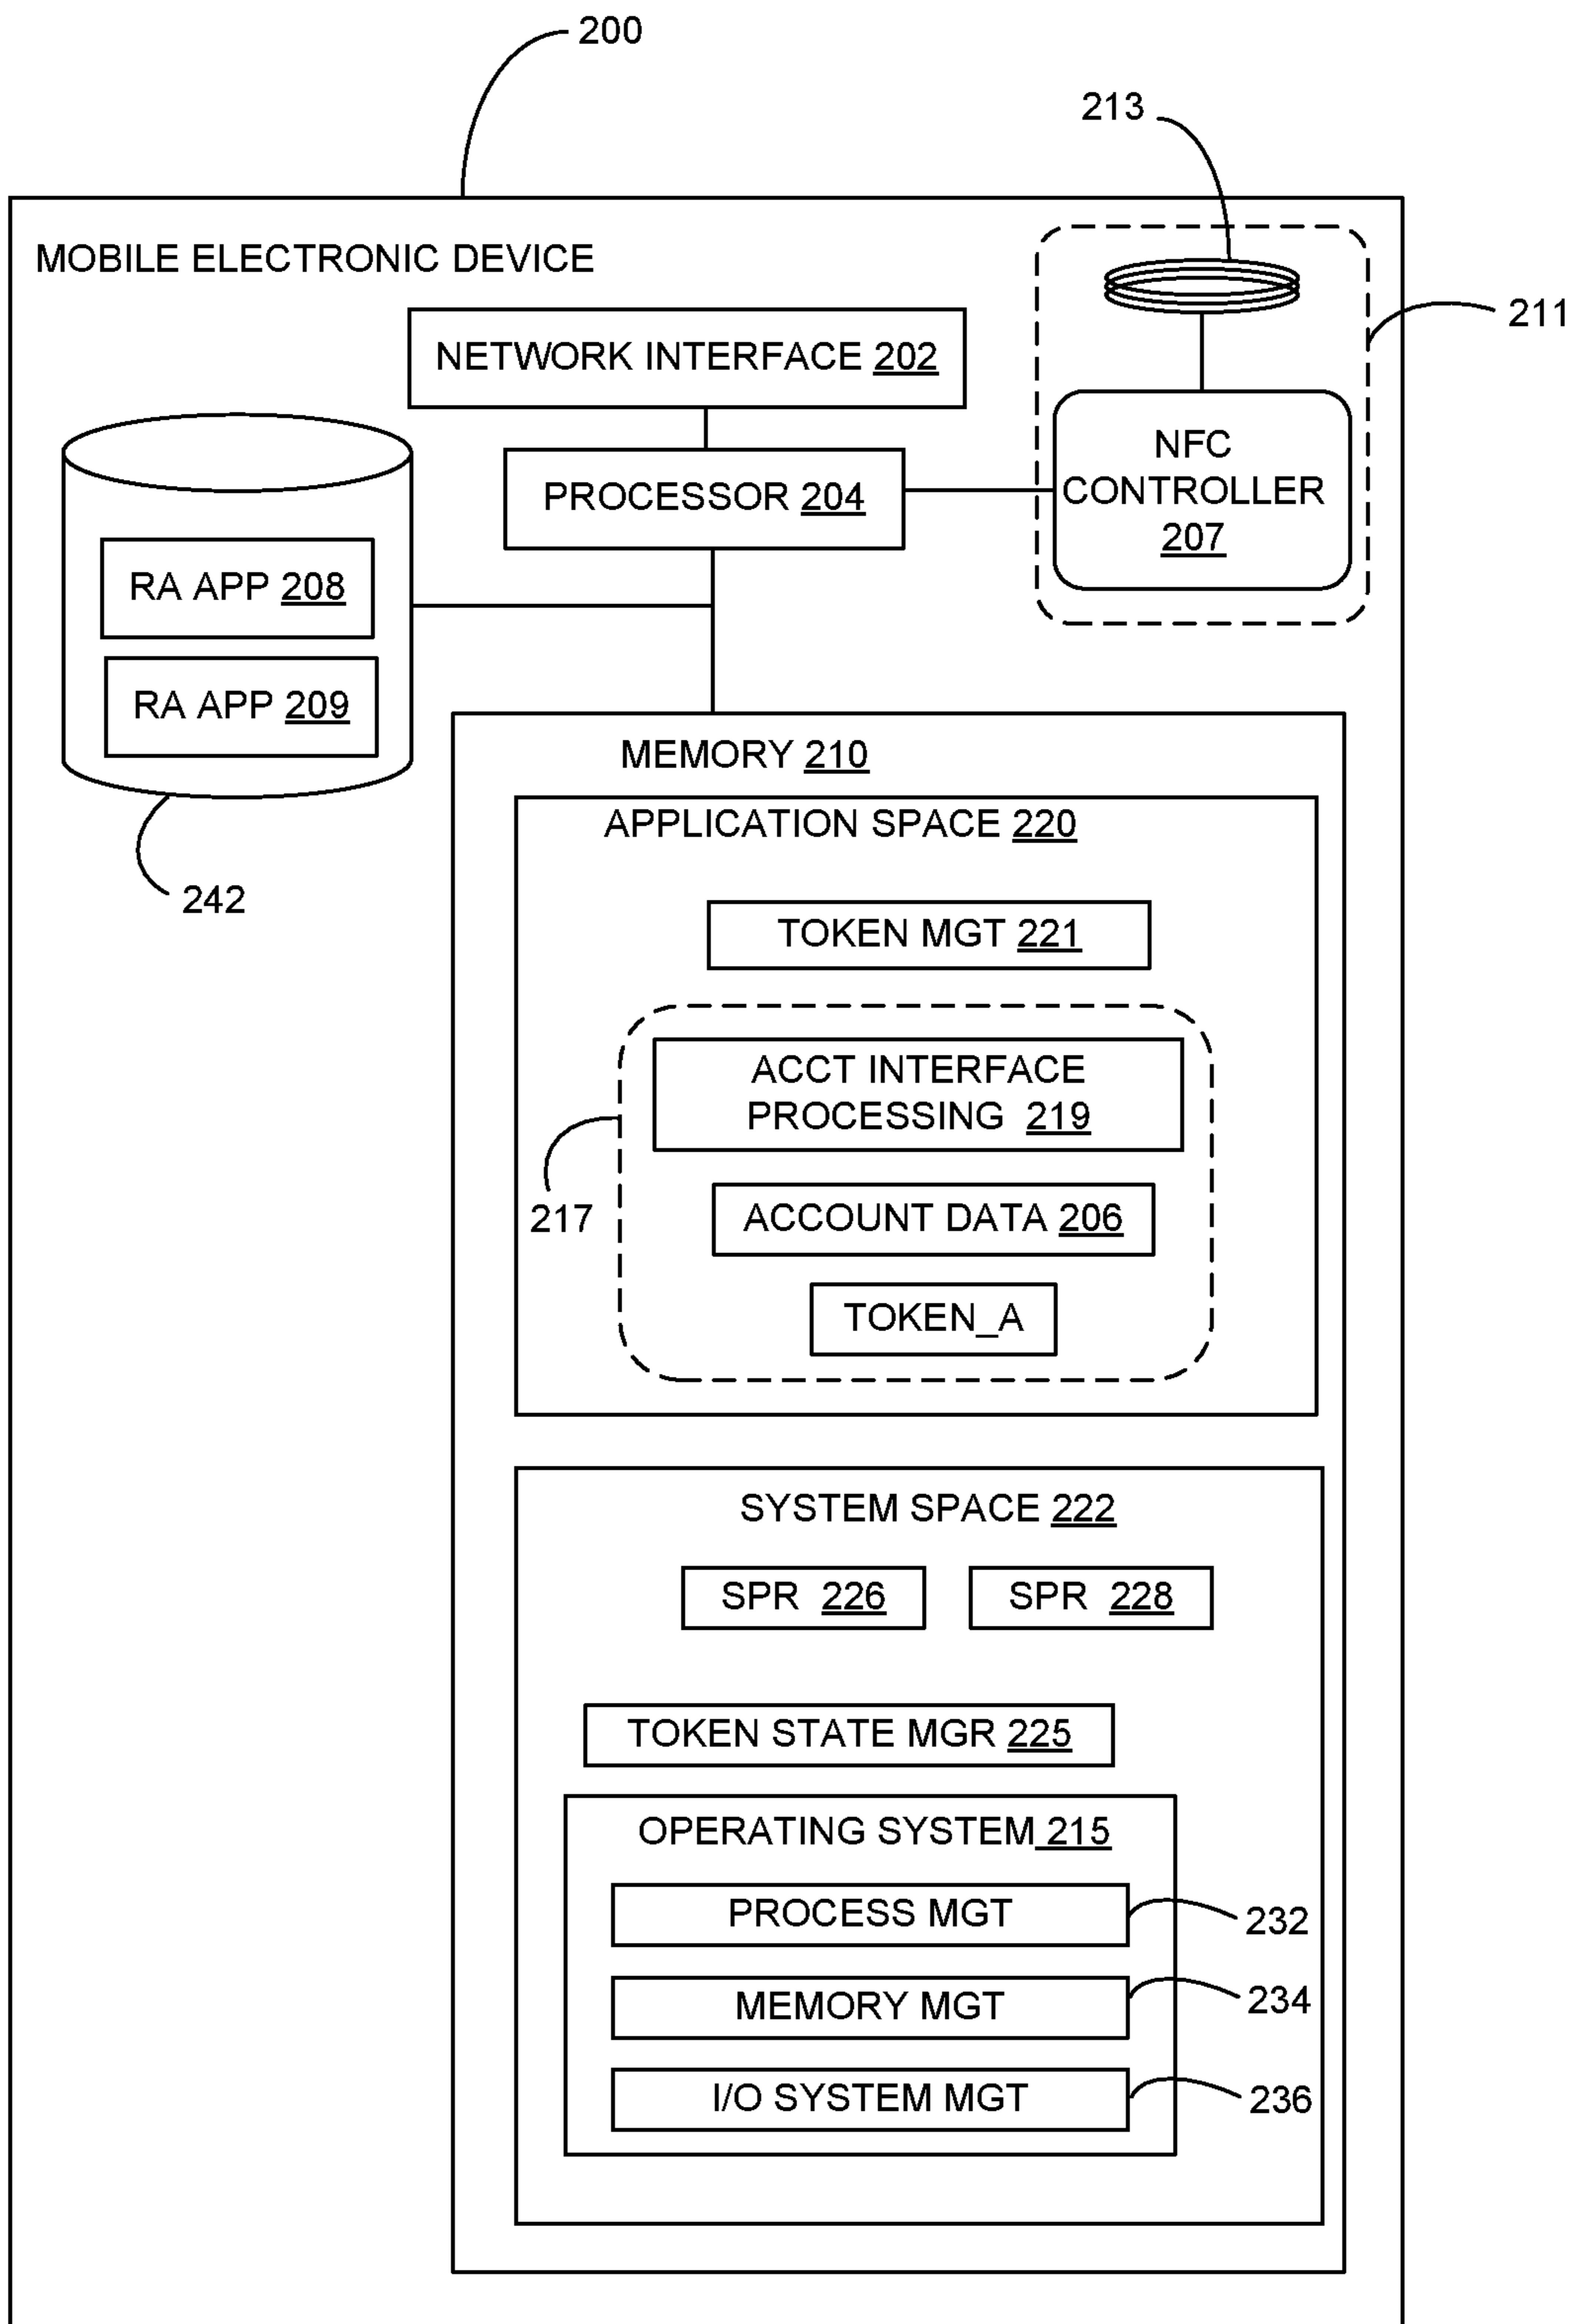 200
213
MOBILE ELECTRONIC DEVICE
211
NETWORK INTERFACE 202
NFC
CONTROLLER
207
PROCESSOR 204
RA APP 208
RA APP 209
242
MEMORY 210
APPLICATION SPACE 220
TOKEN MGT 221
ACCT INTERFACE
PROCESSING 219
217
ACCOUNT DATA 206
TOKEN_A
SYSTEM SPACE 222
SPR 226
SPR 228
TOKEN STATE MGR 225
OPERATING SYSTEM 215
PROCESS MGT
232
MEMORY MGT
234
I/O SYSTEM MGT
236